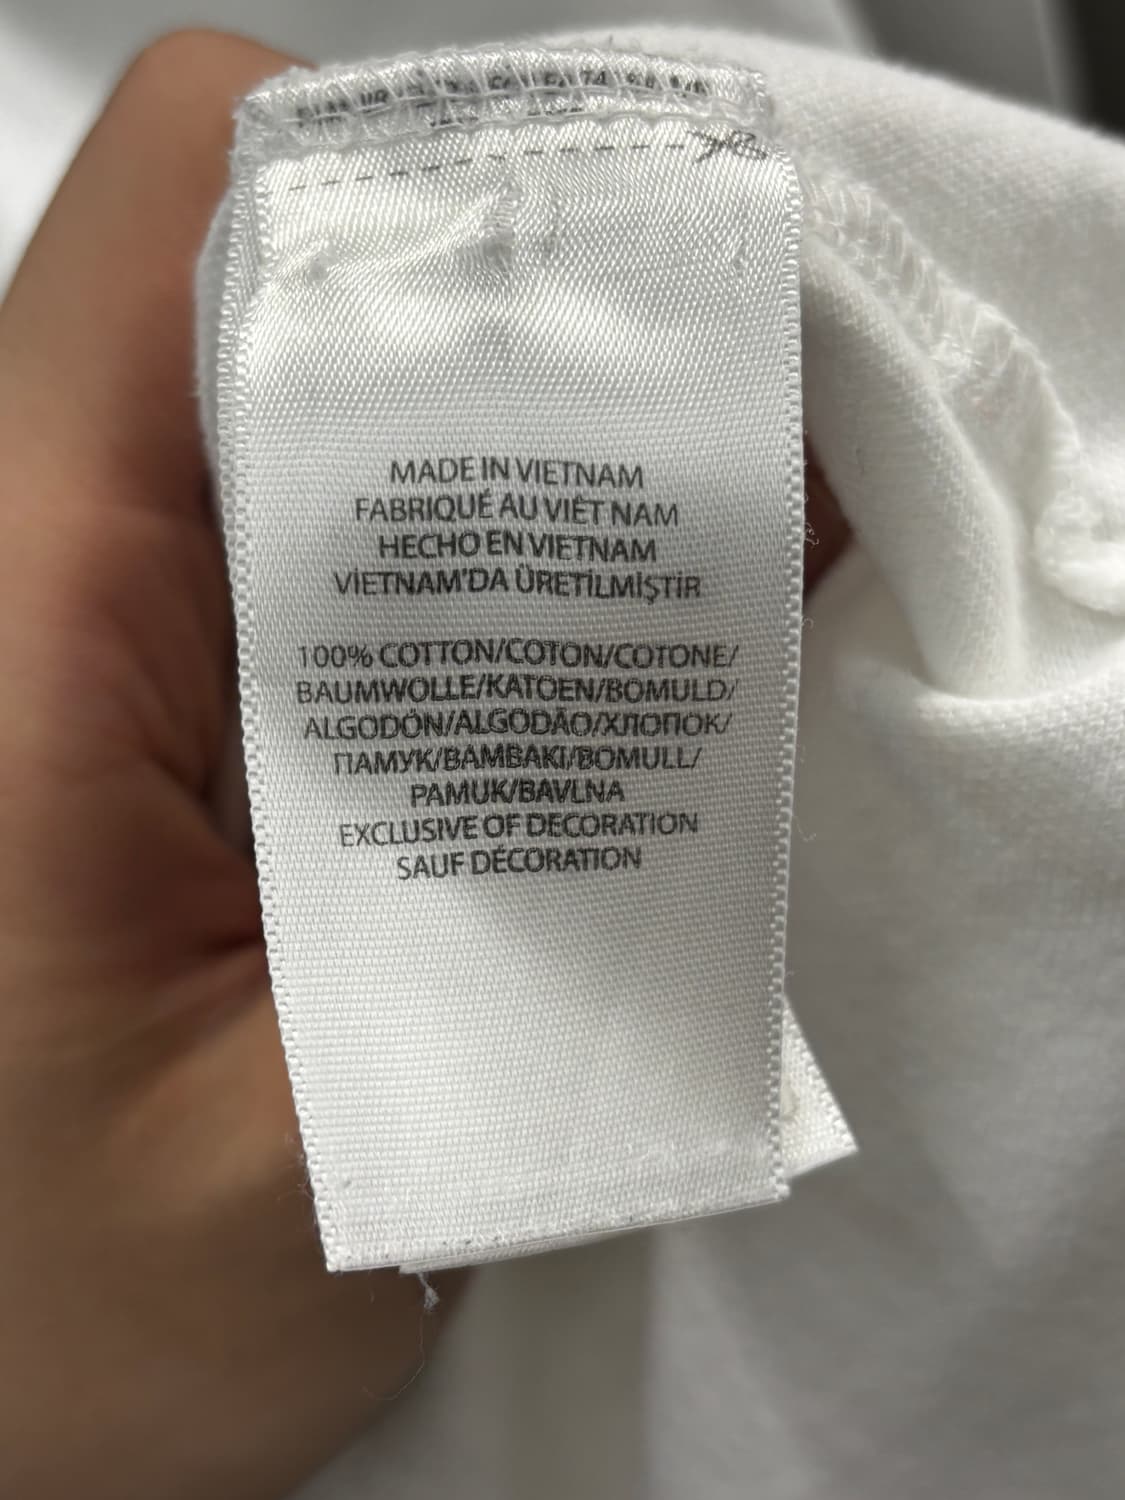 MADE IN VIETNAM
FABRIQUÉ AU VIÊT NAM
HECHO EN VIETNAM
VİETNAM'DA ÜRETİLMİŞTİR
100% COTTON/COTON/COTONE/
BAUMWOLLE/KATOEN/BOMULD/
ALGODÓN/ALGODÃO/ХЛОПОК/
ПАМУК/BAMBAKI/BOMULL/
PAMUK/BAVLNA
EXCLUSIVE OF DECORATION
SAUF DÉCORATION